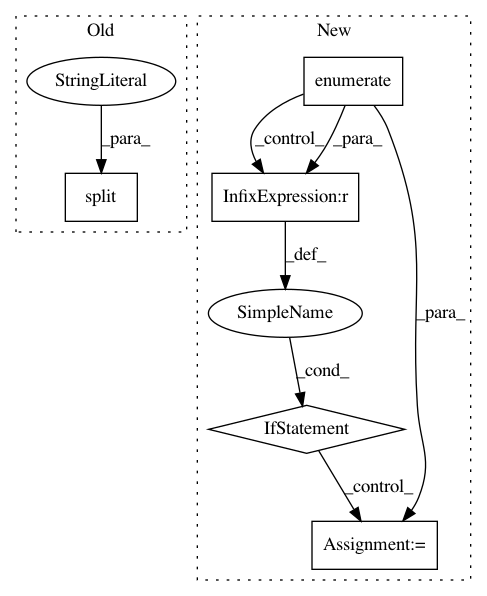 Old
New
StringLiteral
enumerate
_para_
_control_
_para_
split
InfixExpression:r
_def_
SimpleName
_para_
_cond_
IfStatement
_control_
Assignment:=